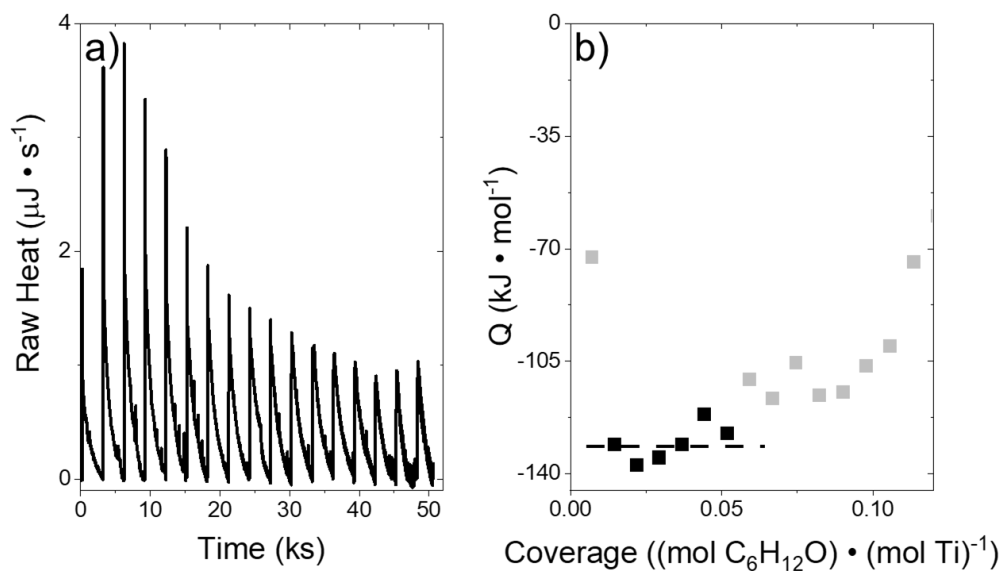 a)
4
2
0
Raw Heat (μJ • s⁻¹)
0 10 20 30 40 50
Time (ks)
b)
0
-35
-70
-105
-140
Q (kJ • mol⁻¹)
0.00 0.05 0.10
Coverage ((mol C₆H₁₂O) • (mol Ti)⁻¹)